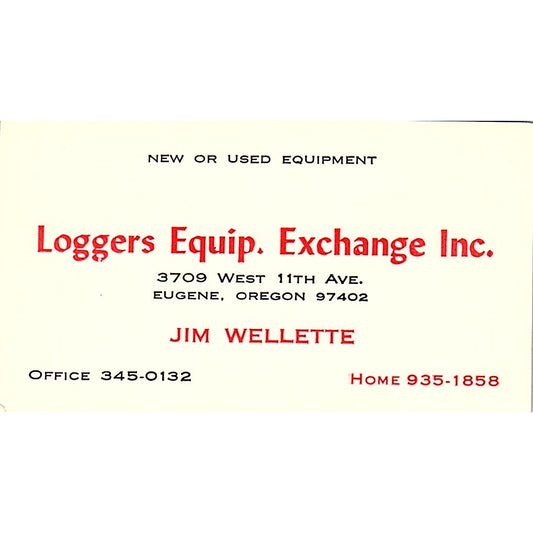 NEW OR USED EQUIPMENT
Loggers Equip. Exchange Inc.
3709 WEST 11TH AVE.
EUGENE, OREGON 97402
JIM WELLETTE
OFFICE 345-0132
HOME 935-1858